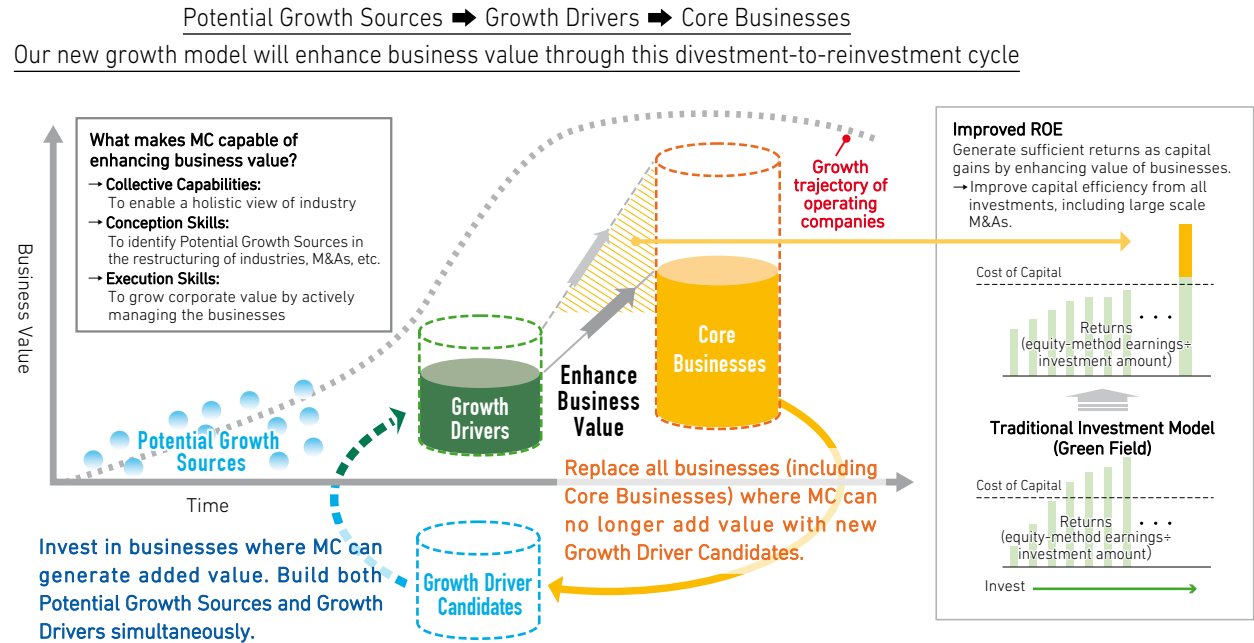 Potential Growth Sources ➡ Growth Drivers ➡ Core Businesses
Our new growth model will enhance business value through this divestment-to-reinvestment cycle
Business Value
What makes MC capable of
enhancing business value?
→ Collective Capabilities:
To enable a holistic view of industry
→ Conception Skills:
To identify Potential Growth Sources in
the restructuring of industries, M&As, etc.
→ Execution Skills:
To grow corporate value by actively
managing the businesses
Growth
trajectory of
operating
companies
Potential Growth
Sources
Growth
Drivers
Enhance
Business
Value
Core
Businesses
Time
Replace all businesses (including
Core Businesses) where MC can
no longer add value with new
Growth Driver Candidates.
Invest in businesses where MC can
generate added value. Build both
Potential Growth Sources and Growth
Drivers simultaneously.
Growth Driver
Candidates
Improved ROE
Generate sufficient returns as capital
gains by enhancing value of businesses.
→ Improve capital efficiency from all
investments, including large scale
M&As.
Cost of Capital
Returns
(equity-method earnings÷
investment amount)
• • •
Traditional Investment Model
(Green Field)
Cost of Capital
Returns
(equity-method earnings÷
investment amount)
• • •
Invest